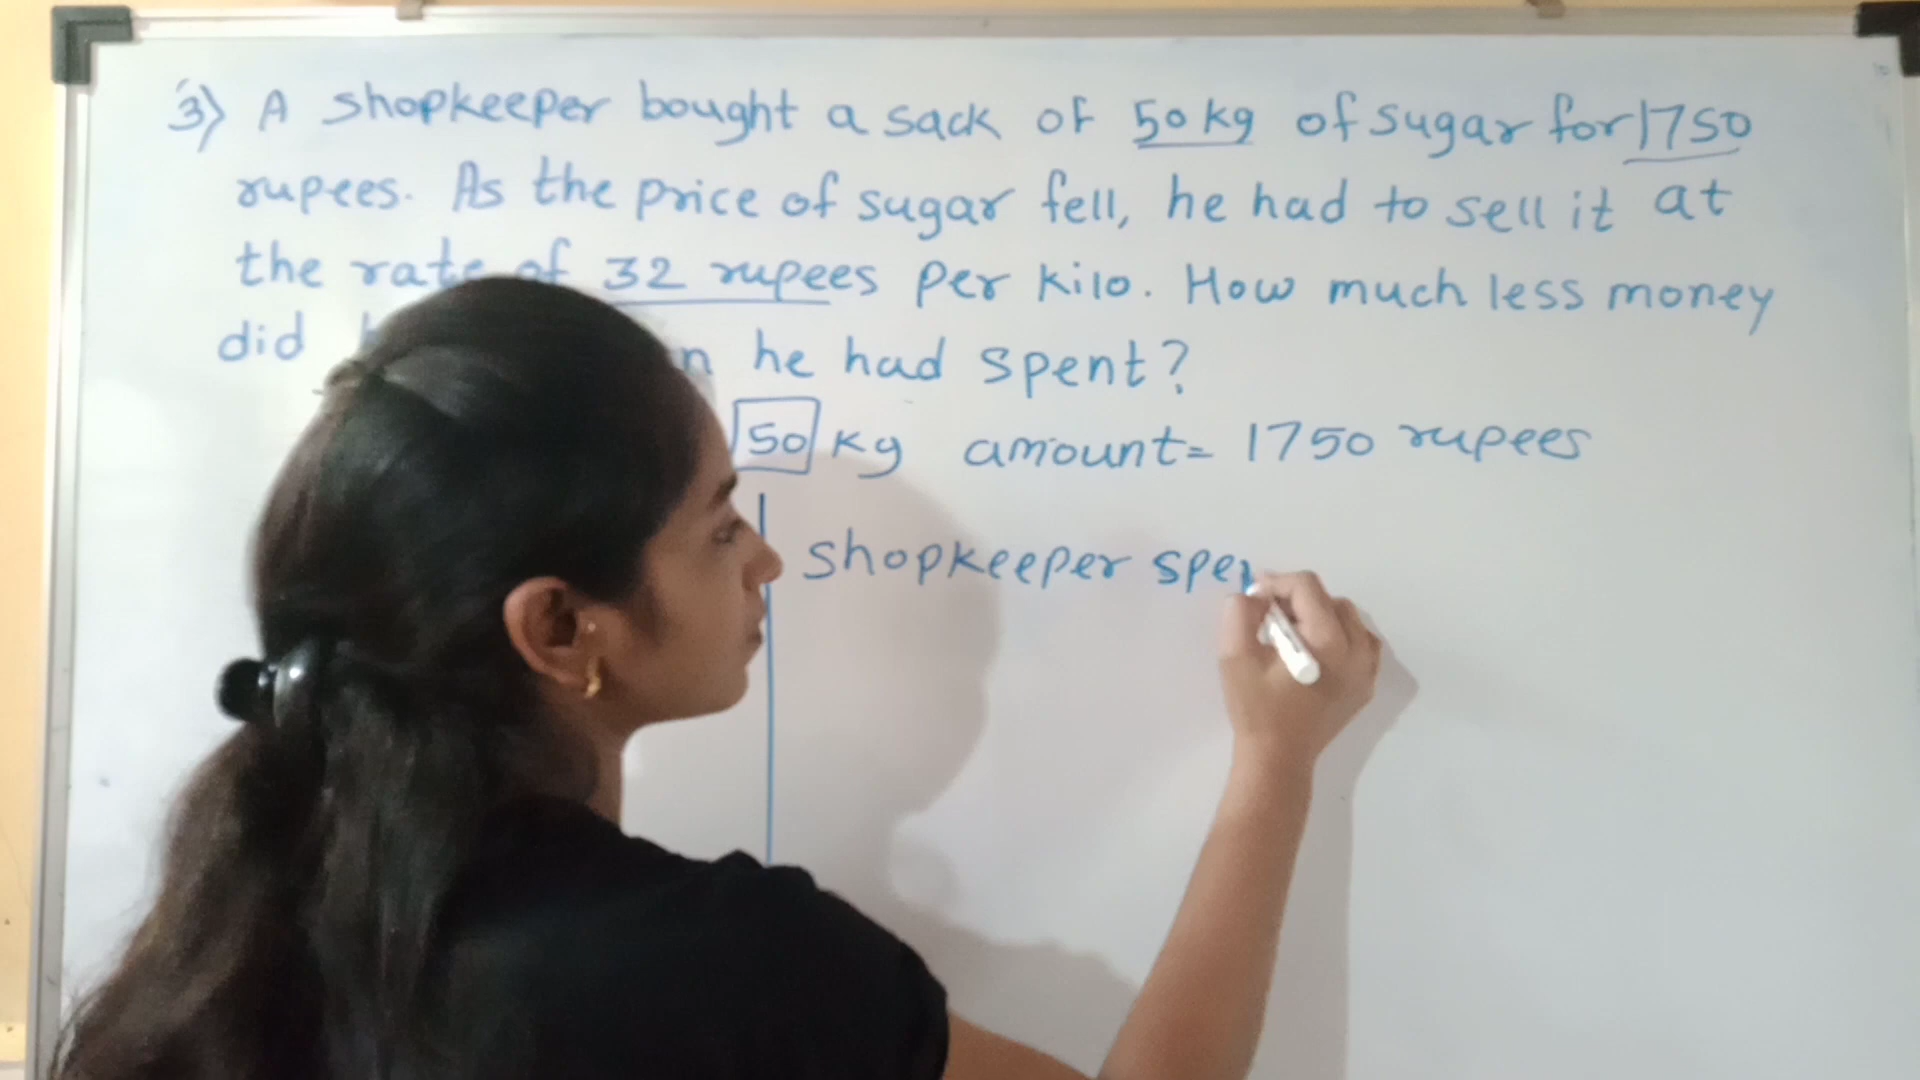 3) A shopkeeper bought a sack of 50 kg of sugar for 1750
rupees. As the price of sugar fell, he had to sell it at
the rate of 32 rupees per kilo. How much less money
did he had spent?
50 kg amount = 1750 rupees
shopkeeper